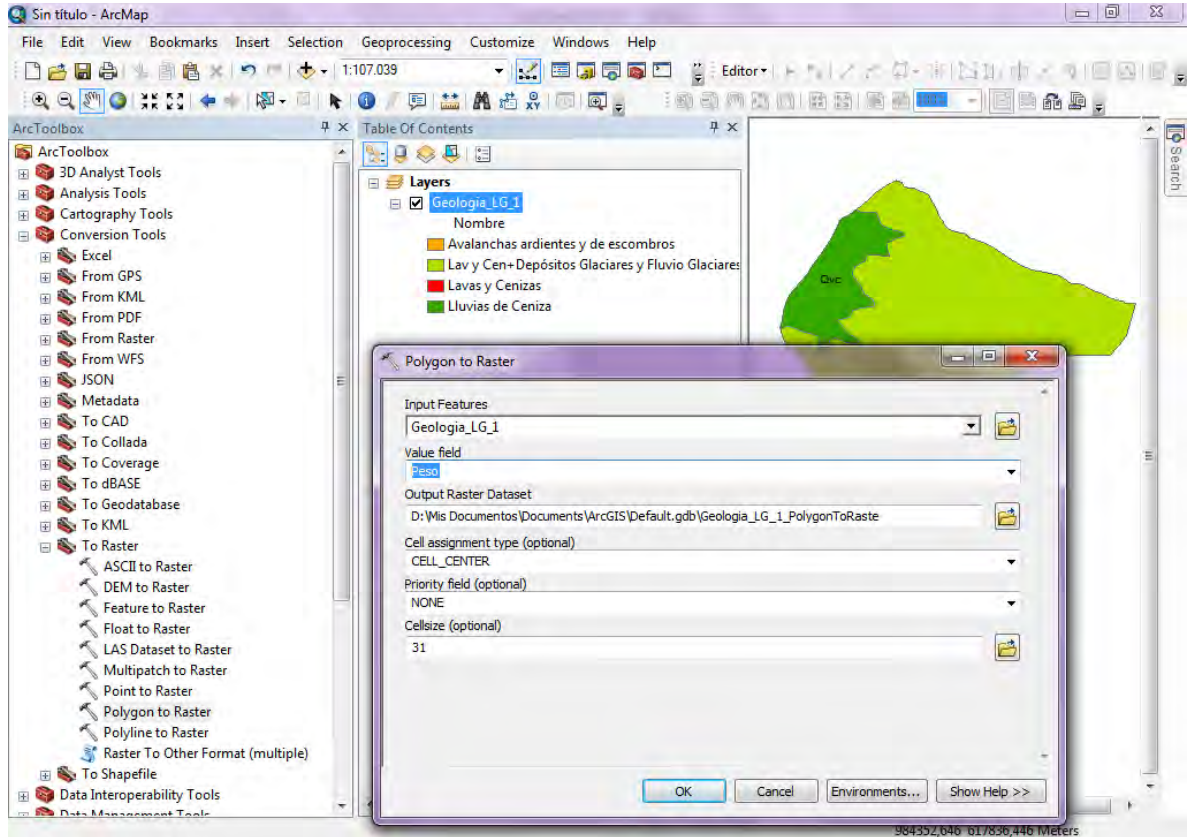 Sin título - ArcMap
File Edit View Bookmarks Insert Selection Geoprocessing Customize Windows Help
1:107.039
Editor
ArcToolbox
ArcToolbox
3D Analyst Tools
Analysis Tools
Cartography Tools
Conversion Tools
Excel
From GPS
From KML
From PDF
From Raster
From WFS
JSON
Metadata
To CAD
To Collada
To Coverage
To dBASE
To Geodatabase
To KML
To Raster
ASCII to Raster
DEM to Raster
Feature to Raster
Float to Raster
LAS Dataset to Raster
Multipatch to Raster
Point to Raster
Polygon to Raster
Polyline to Raster
Raster To Other Format (multiple)
To Shapefile
Data Interoperability Tools
Data Management Tools
Table Of Contents
Layers
Geologia_LG_1
Nombre
Avalanchas ardientes y de escombros
Lav y Cen+Depósitos Glaciares y Fluvio Glaciares
Lavas y Cenizas
Lluvias de Ceniza
Qvc
Search
Polygon to Raster
Input Features
Geologia_LG_1
Value field
Peso
Output Raster Dataset
D:\Mis Documentos\Documents\ArcGIS\Default.gdb\Geologia_LG_1_PolygonToRaste
Cell assignment type (optional)
CELL_CENTER
Priority field (optional)
NONE
Cellsize (optional)
31
OK Cancel Environments... Show Help >>
984352,646 617836,446 Meters